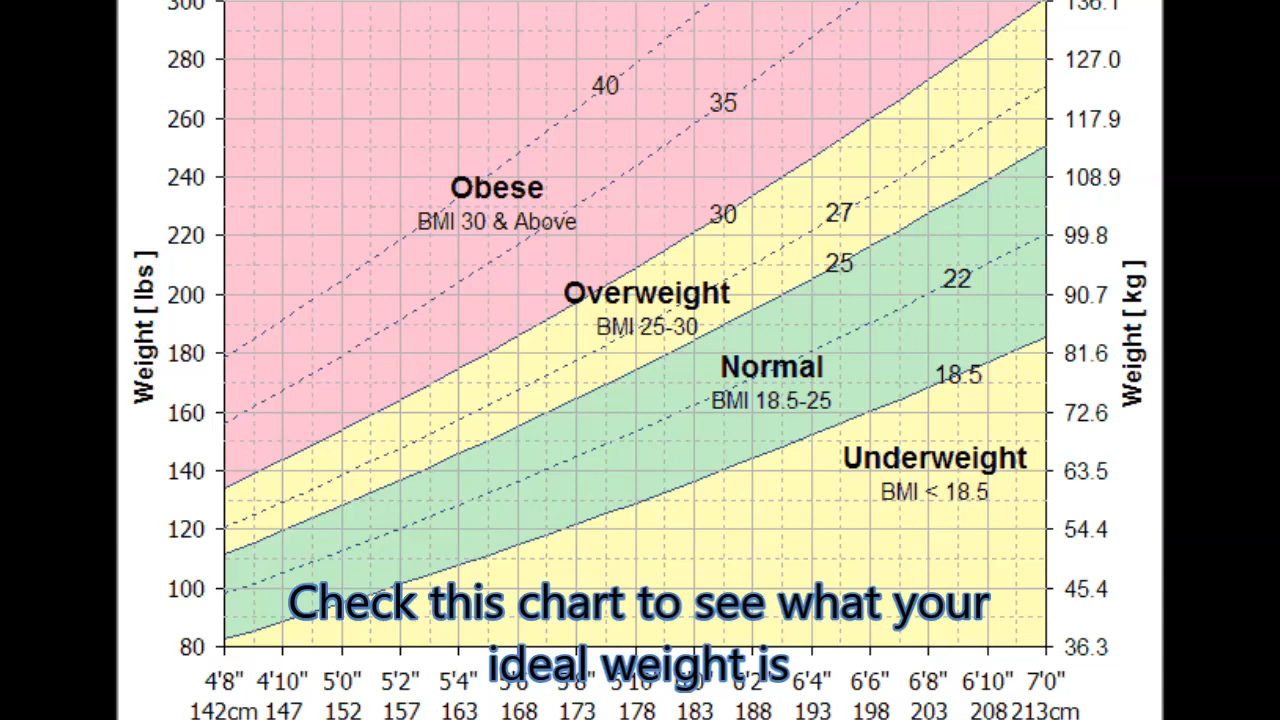 300
136.1
280
127.0
40
35
260
117.9
240
108.9
Obese
BMI 30 & Above
30
27
220
99.8
25
22
Weight [ lbs ]
Weight [ kg ]
200
Overweight
90.7
BMI 25-30
180
81.6
Normal
18.5
BMI 18.5-25
160
72.6
Underweight
140
63.5
BMI < 18.5
120
54.4
100
45.4
Check this chart to see what your
80
36.3
ideal weight is
4'8" 4'10" 5'0" 5'2" 5'4" 6'2" 6'4" 6'6" 6'8" 6'10" 7'0"
142cm 147 152 157 163 168 173 178 183 188 193 198 203 208 213cm